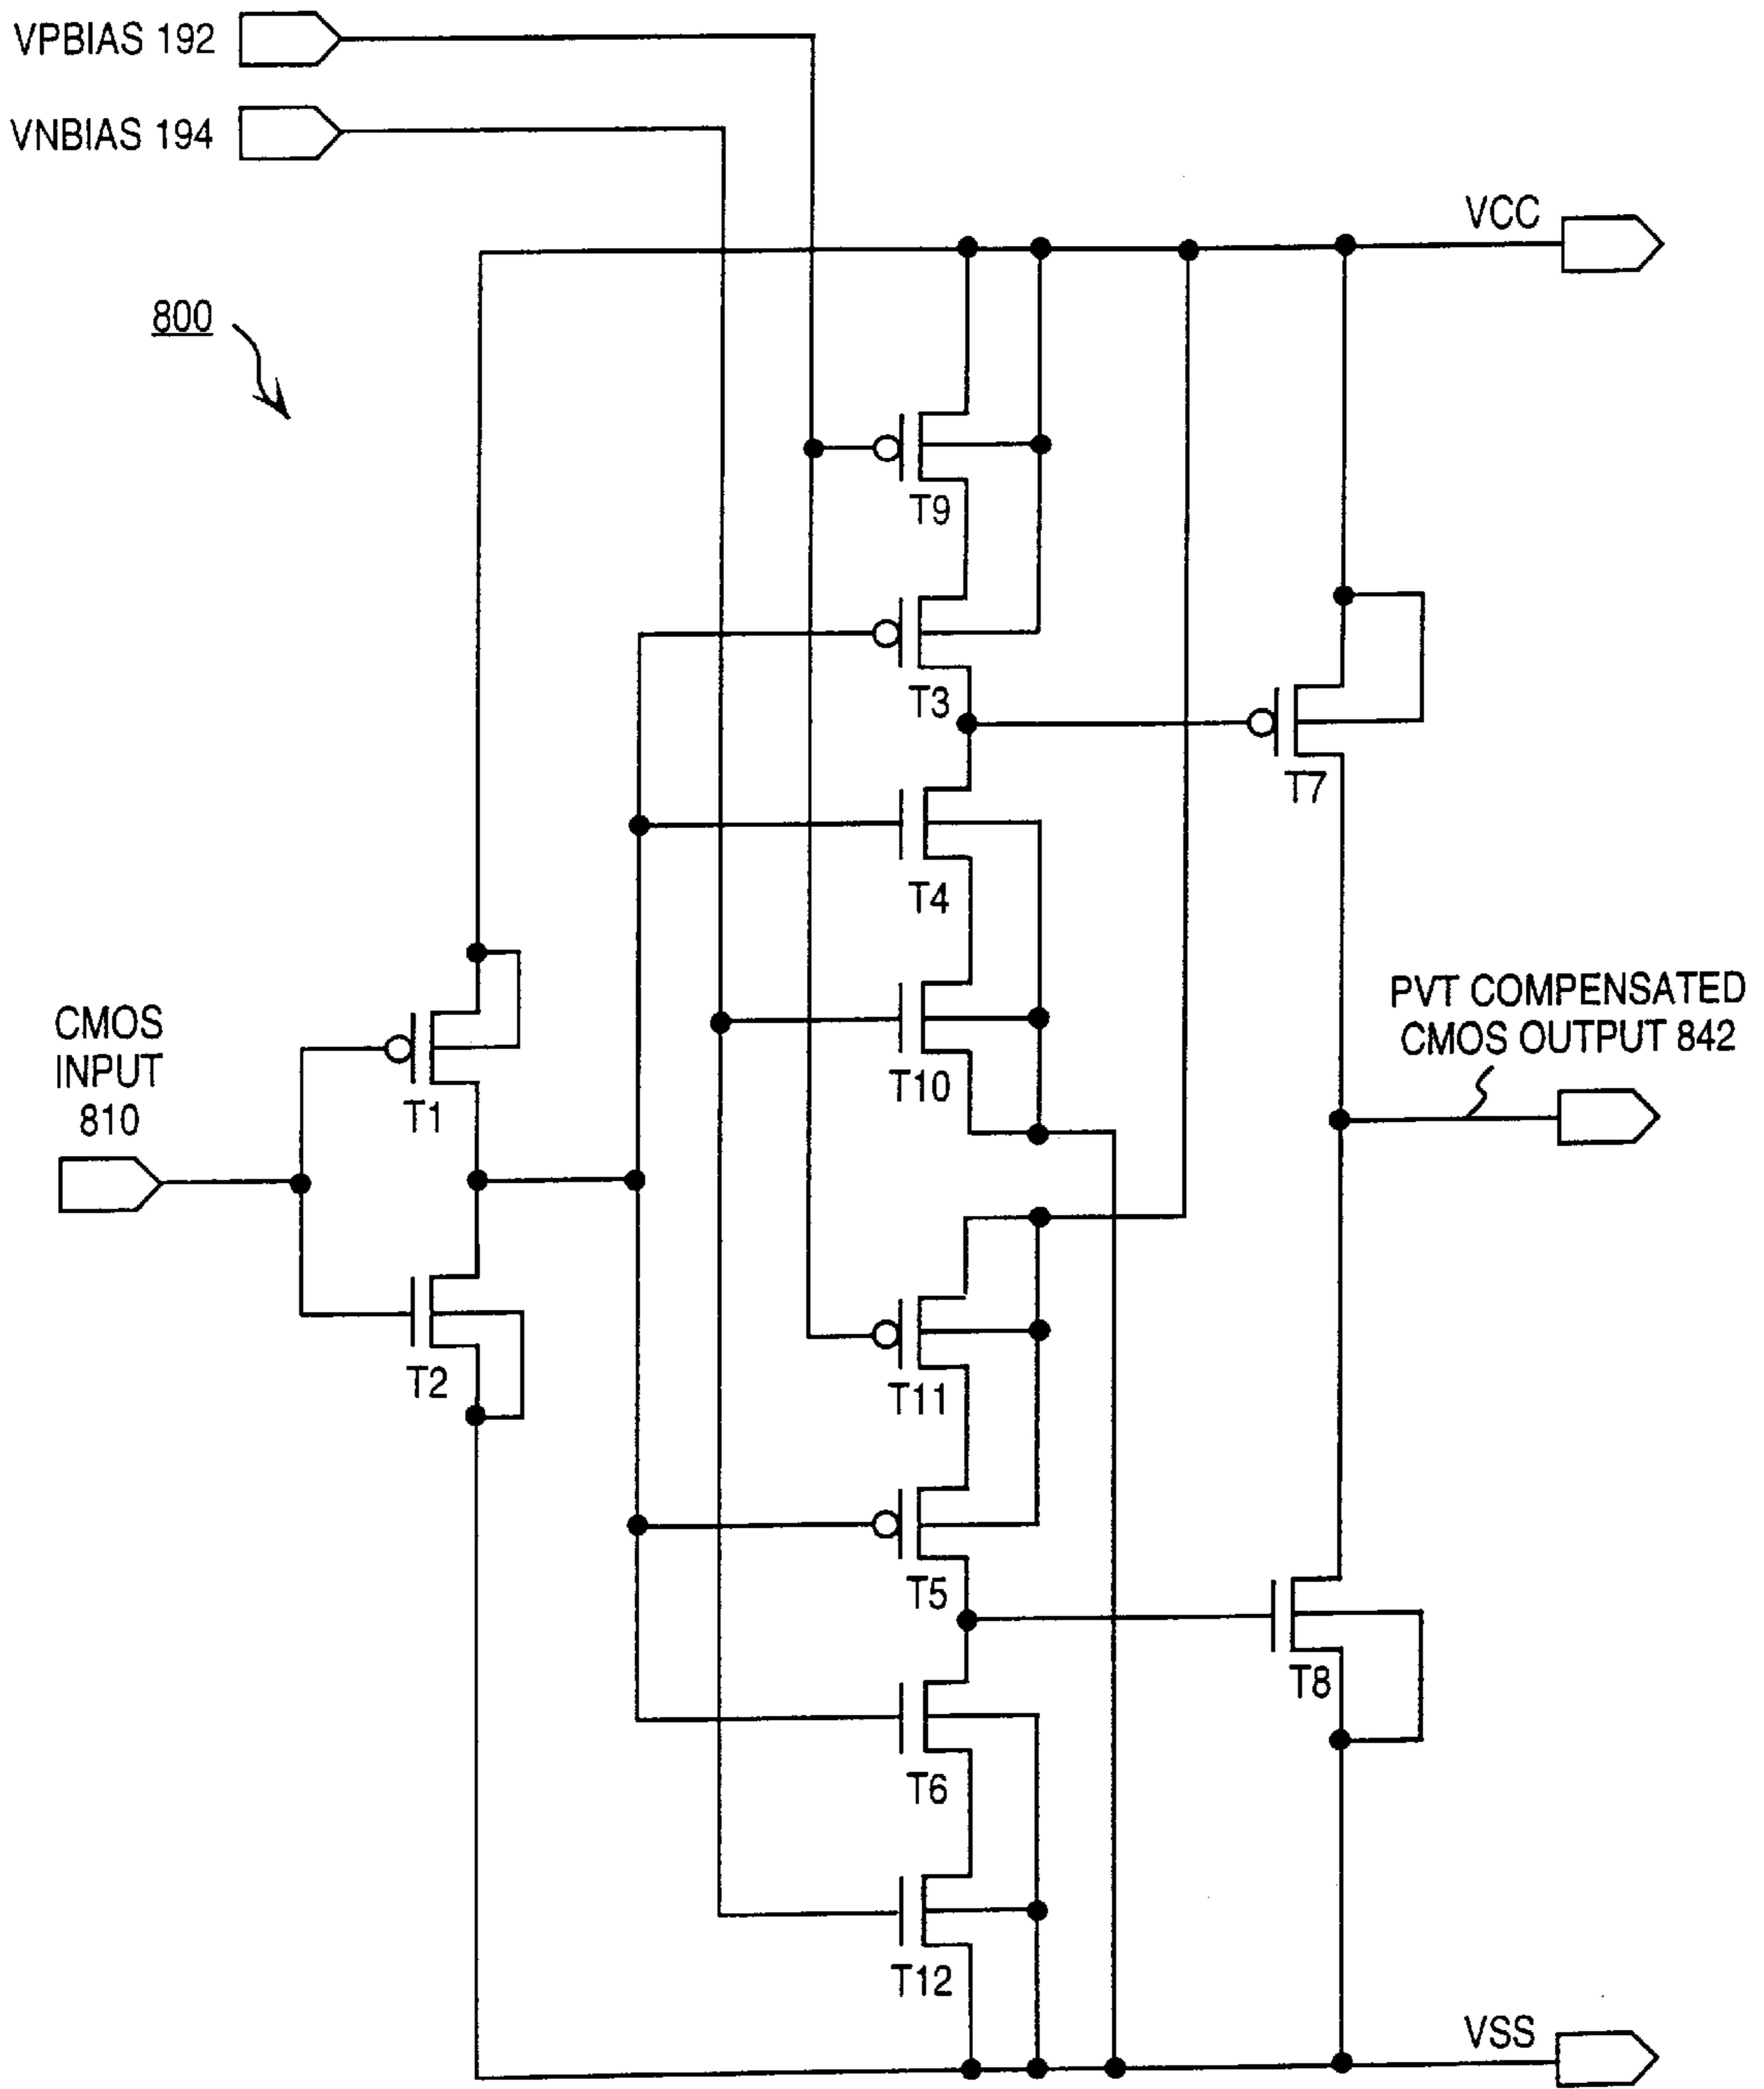 VPBIAS 192
VNBIAS 194
VCC
800
T9
T3
T7
T4
CMOS
INPUT
810
T1
T10
PVT COMPENSATED
CMOS OUTPUT 842
T2
T11
T5
T8
T6
T12
VSS